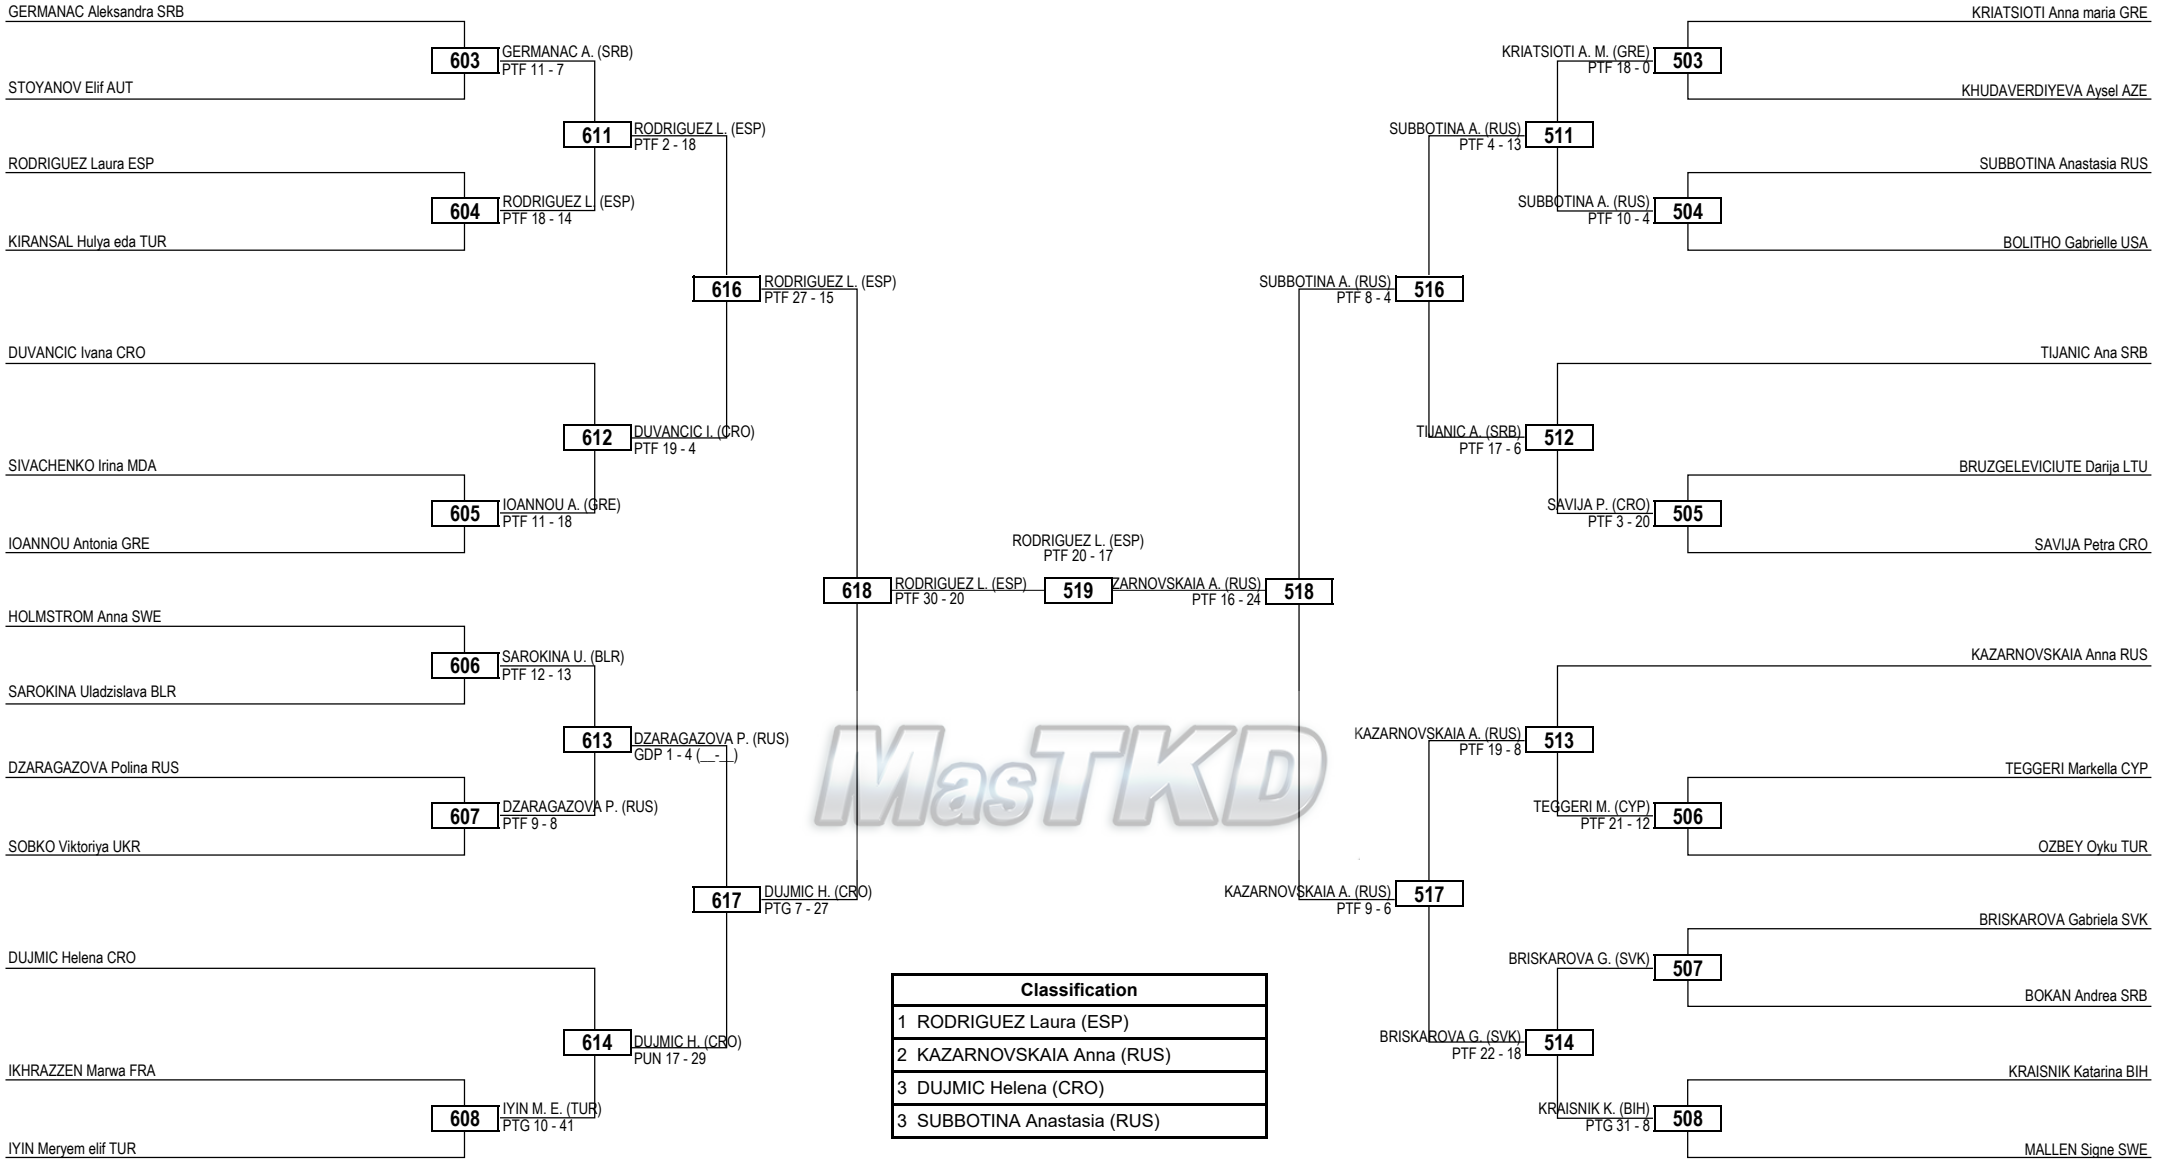 GERMANAC Aleksandra SRB
603
GERMANAC A. (SRB)
PTF 11 - 7
STOYANOV Elif AUT
611
RODRIGUEZ L. (ESP)
PTF 2 - 18
RODRIGUEZ Laura ESP
604
RODRIGUEZ L. (ESP)
PTF 18 - 14
KIRANSAL Hulya eda TUR
616
RODRIGUEZ L. (ESP)
PTF 27 - 15
DUVANCIC Ivana CRO
612
DUVANCIC I. (CRO)
PTF 19 - 4
SIVACHENKO Irina MDA
605
IOANNOU A. (GRE)
PTF 11 - 18
IOANNOU Antonia GRE
618
RODRIGUEZ L. (ESP)
PTF 30 - 20
HOLMSTROM Anna SWE
606
SAROKINA U. (BLR)
PTF 12 - 13
SAROKINA Uladzislava BLR
613
DZARAGAZOVA P. (RUS)
GDP 1 - 4 (__-__)
DZARAGAZOVA Polina RUS
607
DZARAGAZOVA P. (RUS)
PTF 9 - 8
SOBKO Viktoriya UKR
617
DUJMIC H. (CRO)
PTG 7 - 27
DUJMIC Helena CRO
614
DUJMIC H. (CRO)
PUN 17 - 29
IKHRAZZEN Marwa FRA
608
IYIN M. E. (TUR)
PTG 10 - 41
IYIN Meryem elif TUR
RODRIGUEZ L. (ESP)
PTF 20 - 17
519
KRIATSIOTI Anna maria GRE
KRIATSIOTI A. M. (GRE)
PTF 18 - 0
503
KHUDAVERDIYEVA Aysel AZE
SUBBOTINA A. (RUS)
PTF 4 - 13
511
SUBBOTINA Anastasia RUS
SUBBOTINA A. (RUS)
PTF 10 - 4
504
BOLITHO Gabrielle USA
SUBBOTINA A. (RUS)
PTF 8 - 4
516
TIJANIC Ana SRB
TIJANIC A. (SRB)
PTF 17 - 6
512
BRUZGELEVICIUTE Darija LTU
SAVIJA P. (CRO)
PTF 3 - 20
505
SAVIJA Petra CRO
ZARNOVSKAIA A. (RUS)
PTF 16 - 24
518
KAZARNOVSKAIA Anna RUS
KAZARNOVSKAIA A. (RUS)
PTF 19 - 8
513
TEGGERI Markella CYP
TEGGERI M. (CYP)
PTF 21 - 12
506
OZBEY Oyku TUR
KAZARNOVSKAIA A. (RUS)
PTF 9 - 6
517
BRISKAROVA Gabriela SVK
BRISKAROVA G. (SVK)
507
BOKAN Andrea SRB
BRISKAROVA G. (SVK)
PTF 22 - 18
514
KRAISNIK Katarina BIH
KRAISNIK K. (BIH)
PTG 31 - 8
508
MALLEN Signe SWE
MasTKD
Classification
1 RODRIGUEZ Laura (ESP)
2 KAZARNOVSKAIA Anna (RUS)
3 DUJMIC Helena (CRO)
3 SUBBOTINA Anastasia (RUS)